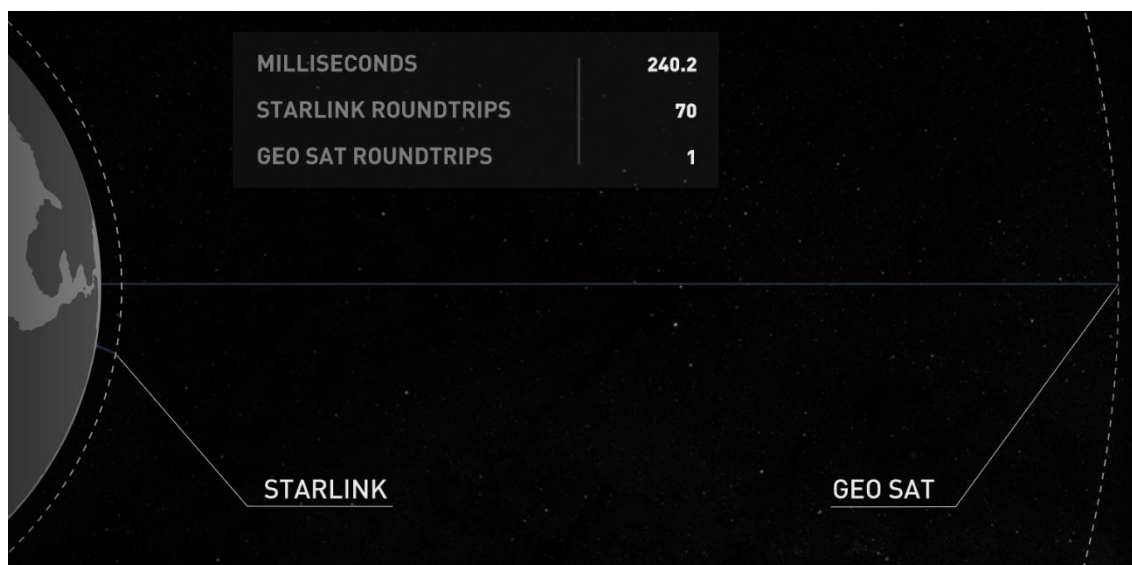 MILLISECONDS 240.2
STARLINK ROUNDTRIPS 70
GEO SAT ROUNDTRIPS 1
STARLINK
GEO SAT